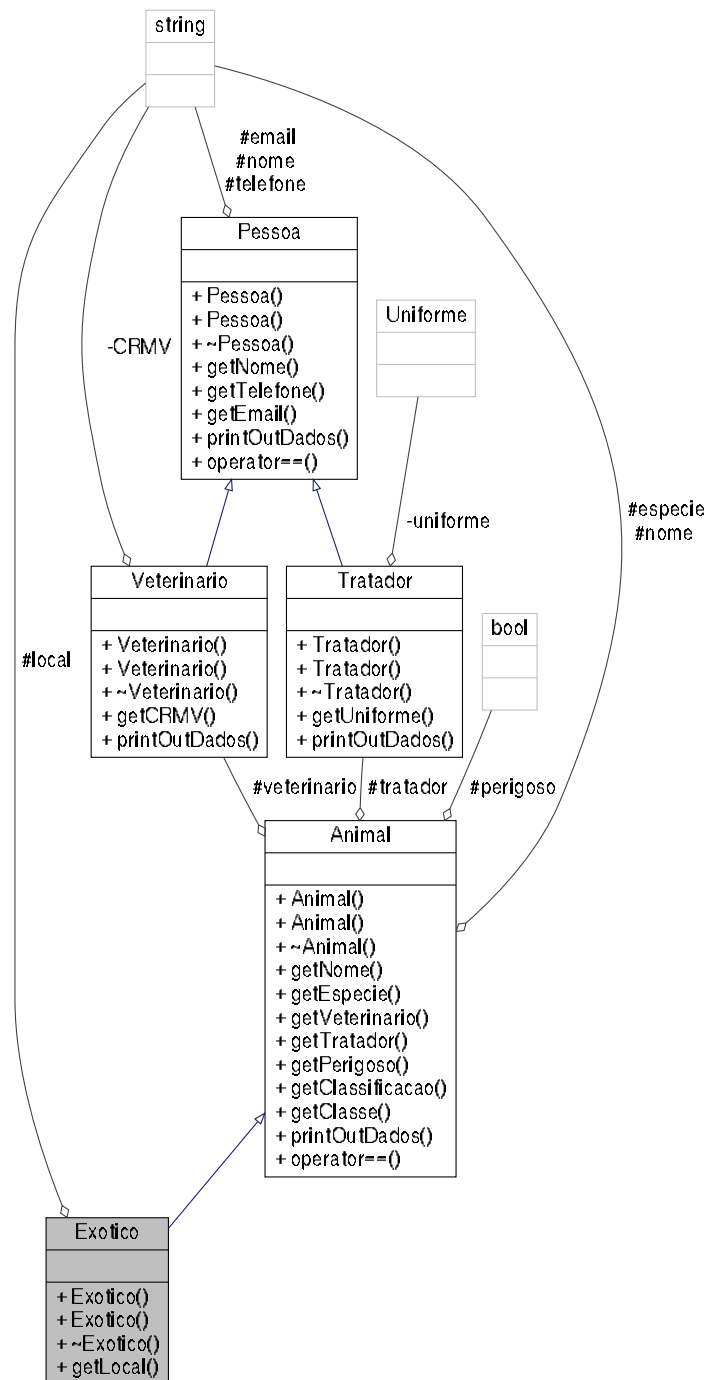 string
#email
#nome
#telefone
Pessoa
+ Pessoa()
+ Pessoa()
+ ~Pessoa()
+ getNome()
+ getTelefone()
+ getEmail()
+ printOutDados()
+ operator==()
Uniforme
-CRMV
-uniforme
#especie
#nome
Veterinario
+ Veterinario()
+ Veterinario()
+ ~Veterinario()
+ getCRMV()
+ printOutDados()
Tratador
+ Tratador()
+ Tratador()
+ ~Tratador()
+ getUniforme()
+ printOutDados()
bool
#local
#veterinario
#tratador
#perigoso
Animal
+ Animal()
+ Animal()
+ ~Animal()
+ getNome()
+ getEspecie()
+ getVeterinario()
+ getTratador()
+ getPerigoso()
+ getClassificacao()
+ getClasse()
+ printOutDados()
+ operator==()
Exotico
+ Exotico()
+ Exotico()
+ ~Exotico()
+ getLocal()